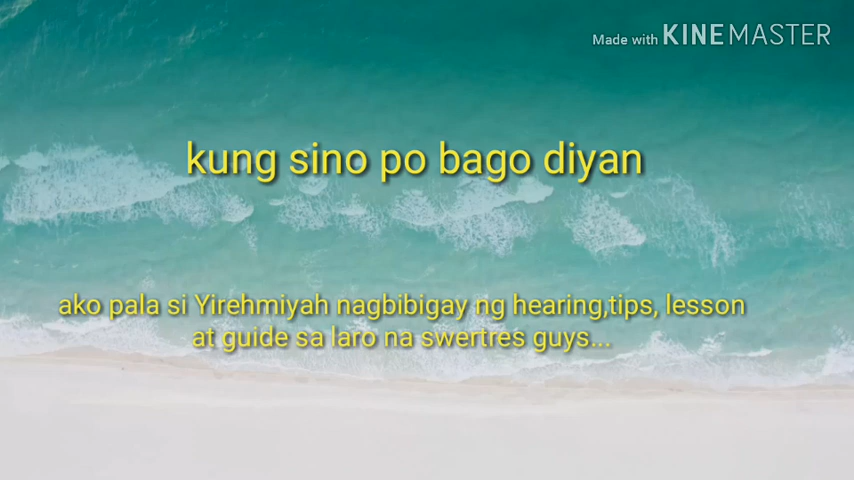 Made with KINEMASTER
kung sino po bago diyan
ako pala si Yirehmiyah nagbibigay ng hearing,tips, lesson
at guide sa laro na swertres guys...